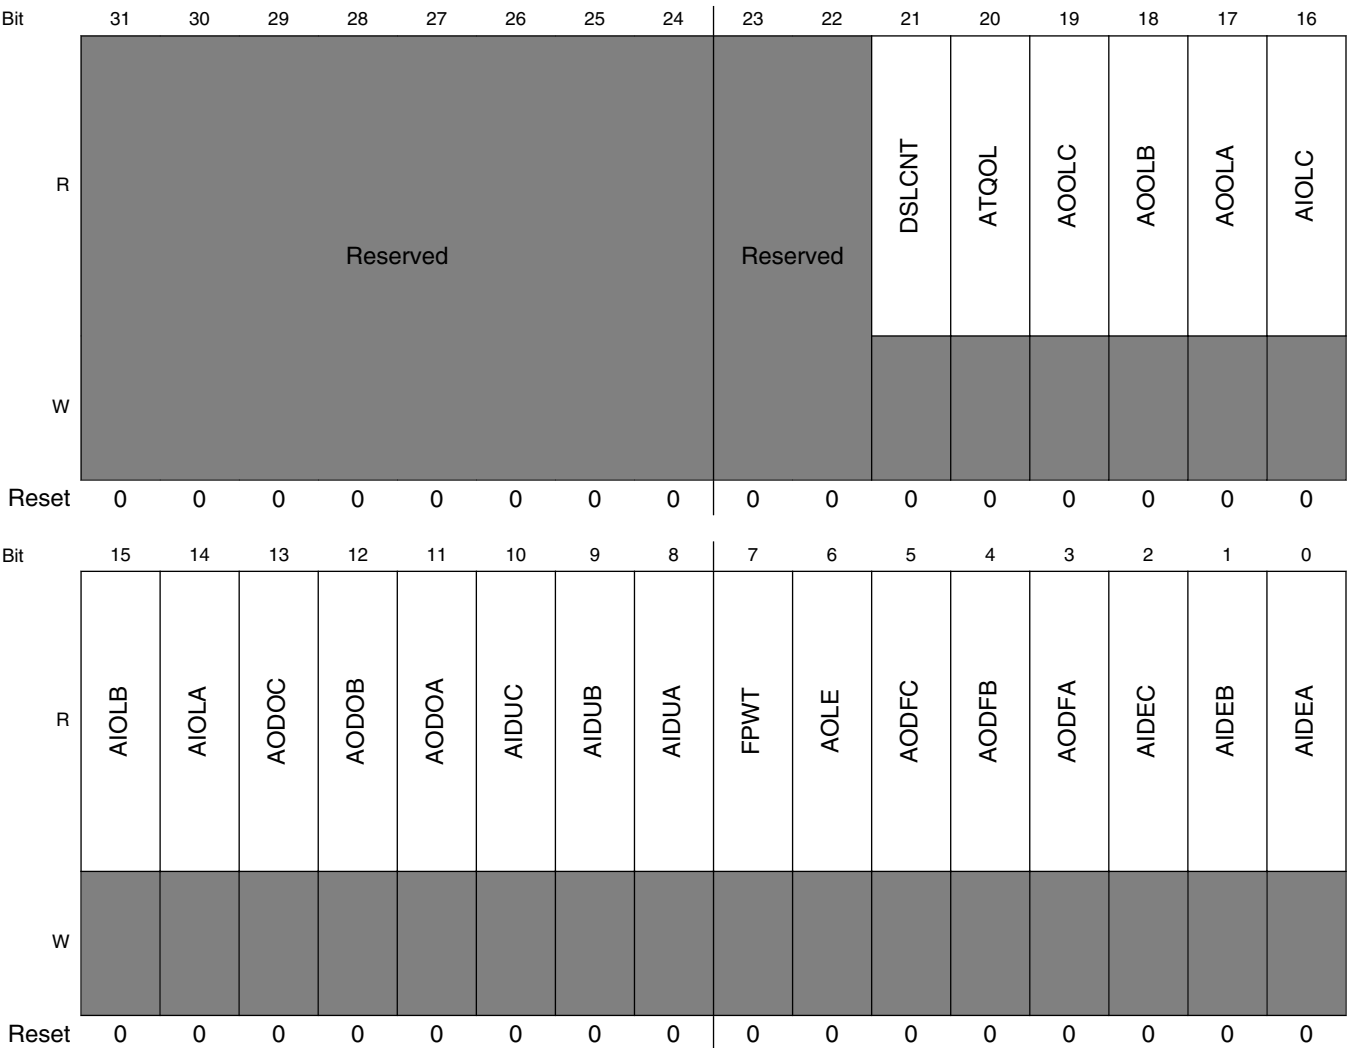 Bit 31 30 29 28 27 26 25 24 23 22 21 20 19 18 17 16
R Reserved Reserved DSLCNT ATQOL AOOLC AOOLB AOOLA AIOLC
W
Reset 0 0 0 0 0 0 0 0 0 0 0 0 0 0 0 0
Bit 15 14 13 12 11 10 9 8 7 6 5 4 3 2 1 0
R AIOLB AIOLA AODOC AODOB AODOA AIDUC AIDUB AIDUA FPWT AOLE AODFC AODFB AODFA AIDEC AIDEB AIDEA
W
Reset 0 0 0 0 0 0 0 0 0 0 0 0 0 0 0 0